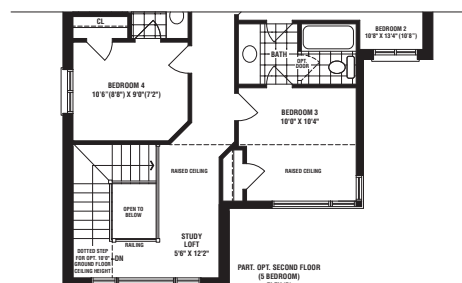 BEDROOM 2
10'8" X 13'4" (10'8")
CL
BATH
OPT.
DOOR
BEDROOM 4
10'6"(8'8") X 9'0(7'2")
BEDROOM 3
10'0" X 10'4"
RAISED CEILING
RAISED CEILING
OPEN TO
BELOW
STUDY
LOFT
5'6" X 12'2"
RAILING
DOTTED STEP
FOR OPT. 10'0"
GROUND FLOOR
CEILING HEIGHT
DN
PART. OPT. SECOND FLOOR
(5 BEDROOM)